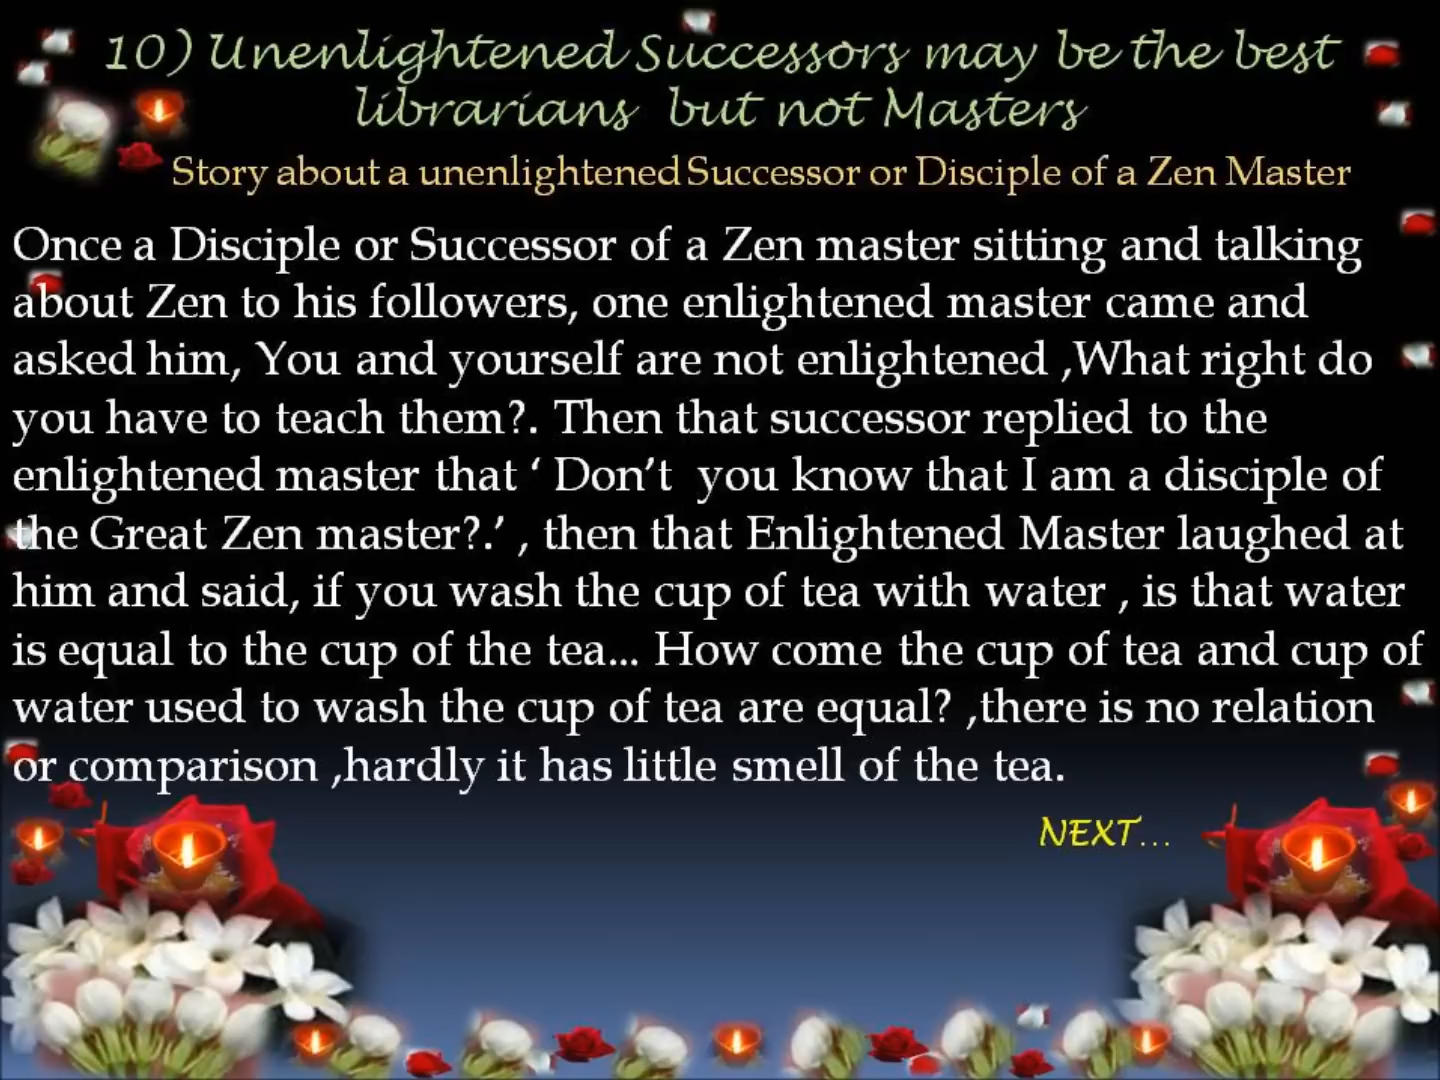 10) Unenlightened Successors may be the best
librarians but not Masters
Story about a unenlightened Successor or Disciple of a Zen Master
Once a Disciple or Successor of a Zen master sitting and talking
about Zen to his followers, one enlightened master came and
asked him, You and yourself are not enlightened ,What right do
you have to teach them?. Then that successor replied to the
enlightened master that ‘ Don’t you know that I am a disciple of
the Great Zen master?.’ , then that Enlightened Master laughed at
him and said, if you wash the cup of tea with water , is that water
is equal to the cup of the tea... How come the cup of tea and cup of
water used to wash the cup of tea are equal? ,there is no relation
or comparison ,hardly it has little smell of the tea.
NEXT...